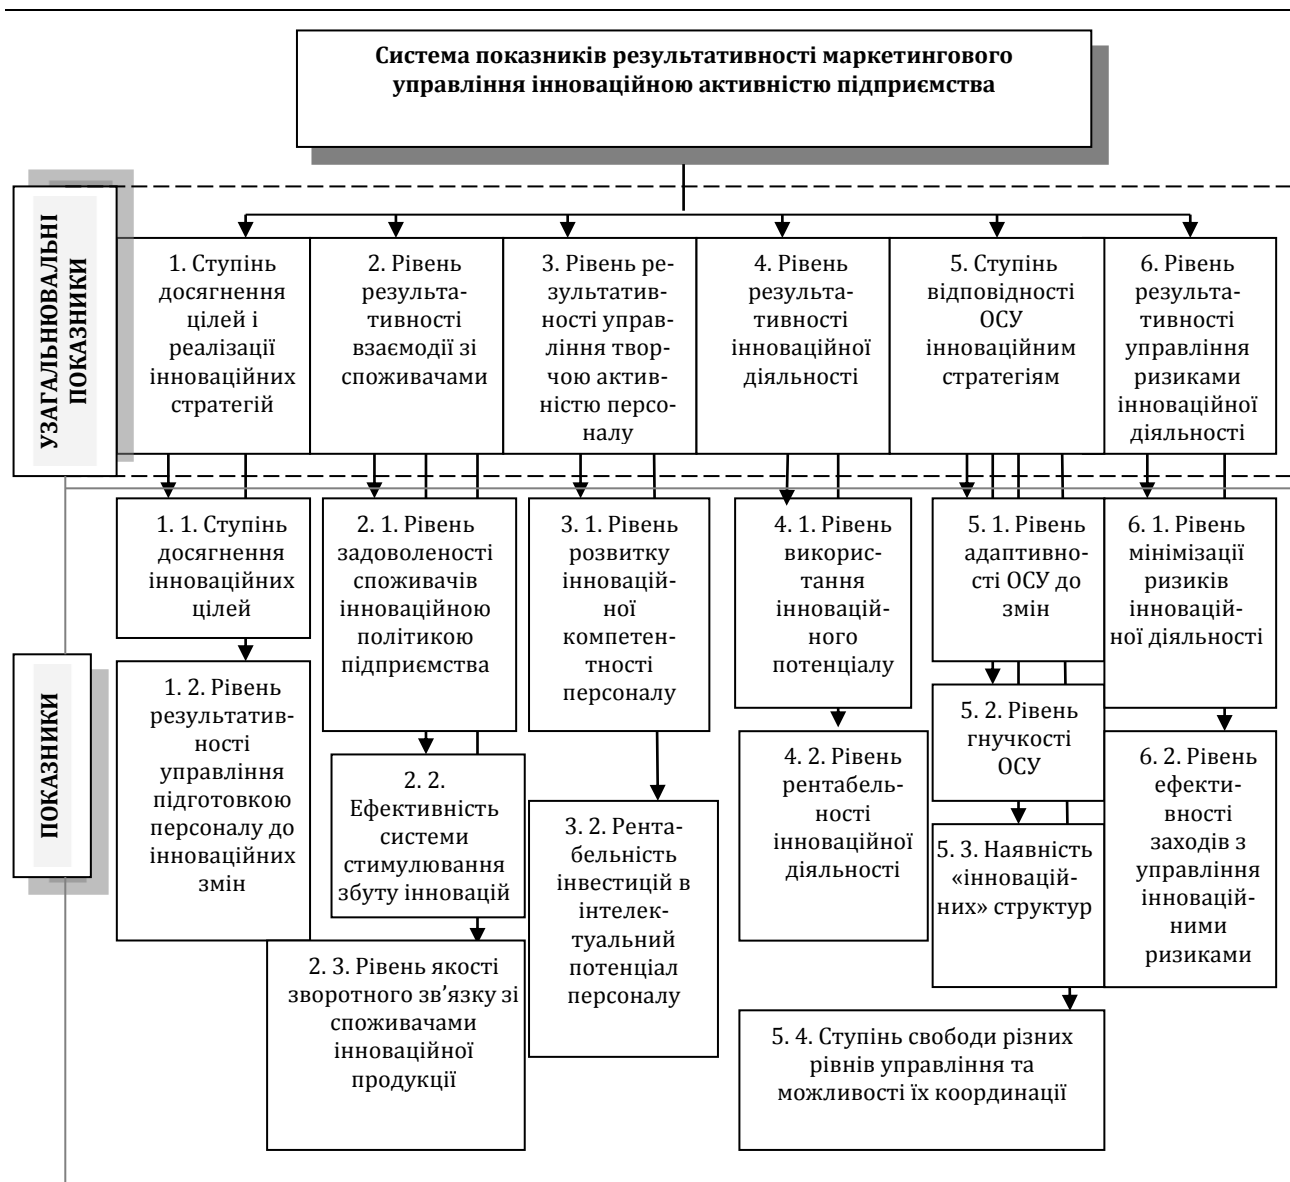 Система показників результативності маркетингового
управління інноваційною активністю підприємства
УЗАГАЛЬНЮВАЛЬНІ
ПОКАЗНИКИ
1. Ступінь
досягнення
цілей і
реалізації
інноваційних
стратегій
2. Рівень
результа-
тивності
взаємодії зі
споживачами
3. Рівень ре-
зультатив-
ності управ-
ління твор-
чою актив-
ністю персо-
налу
4. Рівень
результа-
тивності
інноваційної
діяльності
5. Ступінь
відповідності
ОСУ
інноваційним
стратегіям
6. Рівень
результа-
тивності
управління
ризиками
інноваційної
діяльності
ПОКАЗНИКИ
1. 1. Ступінь
досягнення
інноваційних
цілей
1. 2. Рівень
результатив-
ності
управління
підготовкою
персоналу до
інноваційних
змін
2. 1. Рівень
задоволеності
споживачів
інноваційною
політикою
підприємства
2. 2.
Ефективність
системи
стимулювання
збуту інновацій
2. 3. Рівень якості
зворотного зв’язку зі
споживачами
інноваційної
продукції
3. 1. Рівень
розвитку
інновацій-
ної
компетен-
тності
персоналу
3. 2. Рента-
бельність
інвестицій в
інтелек-
туальний
потенціал
персоналу
4. 1. Рівень
використ-
тання
інновацій-
ного
потенціалу
4. 2. Рівень
рентабель-
ності
інноваційної
діяльності
5. 1. Рівень
адаптивно-
сті ОСУ до
змін
5. 2. Рівень
гнучкості
ОСУ
5. 3. Наявність
«інновацій-
них» структур
5. 4. Ступінь свободи різних
рівнів управління та
можливості їх координації
6. 1. Рівень
мінімізації
ризиків
інновацій-
ної діяльності
6. 2. Рівень
ефекти-
вності
заходів з
управління
інновацій-
ними
ризиками